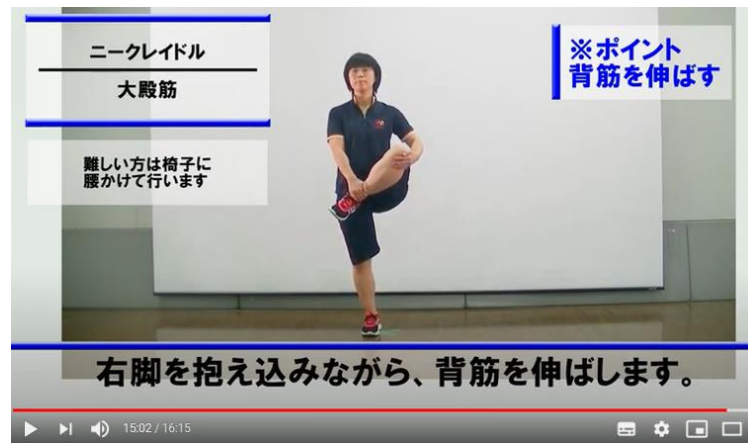 ニークレイドル
大殿筋
難しい方は椅子に
腰かけて行います
※ポイント
背筋を伸ばす
右脚を抱え込みながら、背筋を伸ばします。
15:02 / 16:15